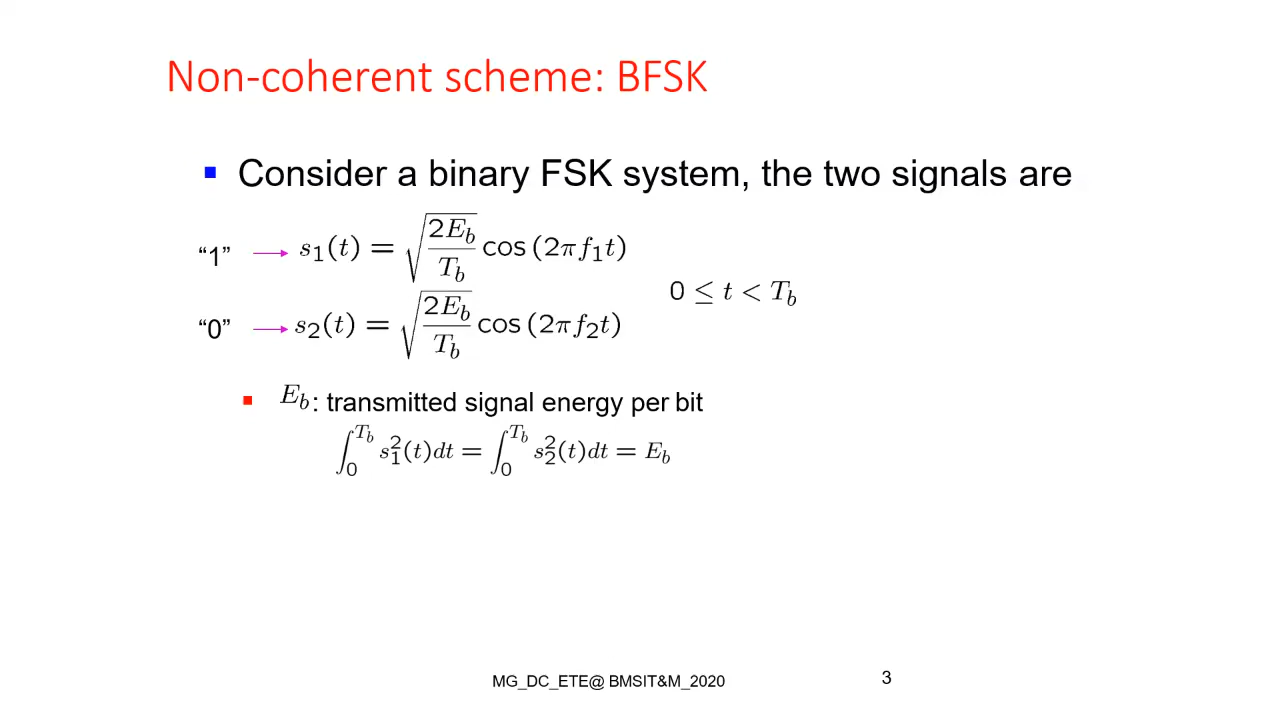 Non-coherent scheme: BFSK
▪ Consider a binary FSK system, the two signals are
“1” → s₁(t) = √(2E_b/T_b) cos (2πf₁t)
0 ≤ t < T_b
“0” → s₂(t) = √(2E_b/T_b) cos (2πf₂t)
▪ E_b: transmitted signal energy per bit
∫₀^{T_b} s₁²(t)dt = ∫₀^{T_b} s₂²(t)dt = E_b
MG_DC_ETE@ BMSIT&M_2020
3